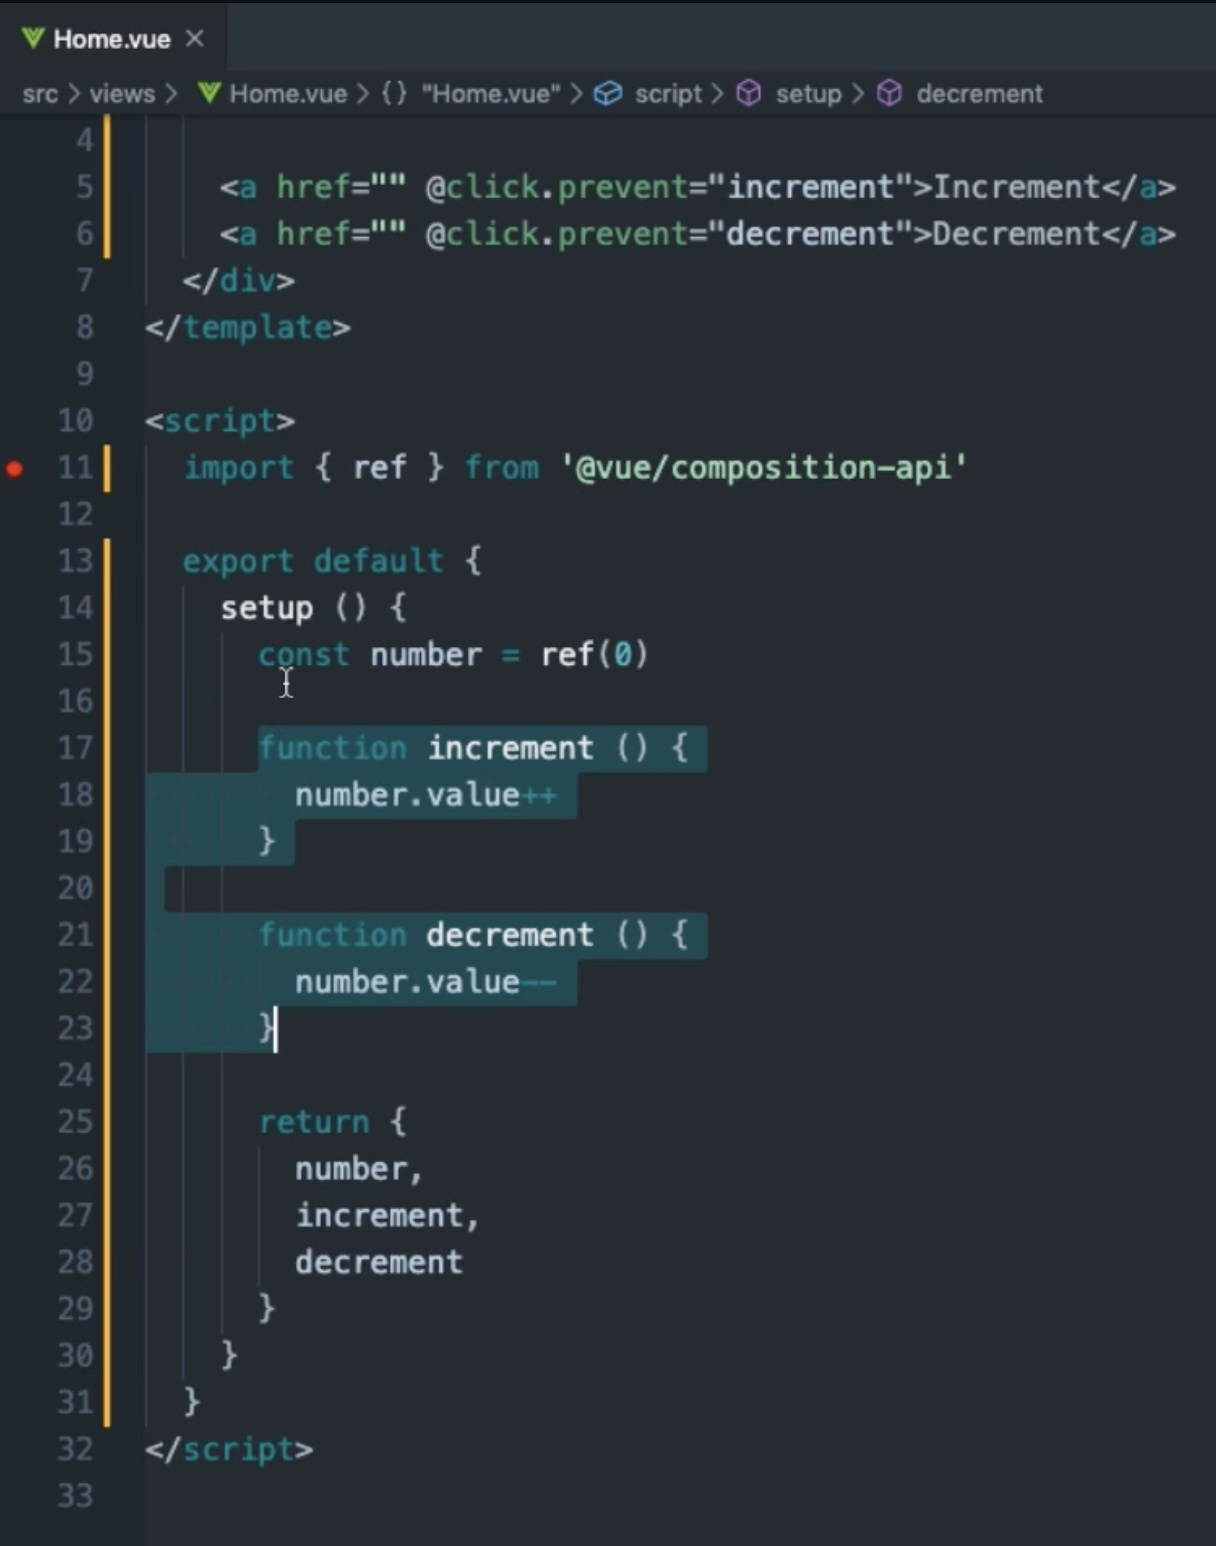 Home.vue
src > views > Home.vue > {} "Home.vue" > script > setup > decrement
4
5 <a href="" @click.prevent="increment">Increment</a>
6 <a href="" @click.prevent="decrement">Decrement</a>
7 </div>
8 </template>
9
10 <script>
11 import { ref } from '@vue/composition-api'
12
13 export default {
14 setup () {
15 const number = ref(0)
16
17 function increment () {
18 number.value++
19 }
20
21 function decrement () {
22 number.value--
23 }
24
25 return {
26 number,
27 increment,
28 decrement
29 }
30 }
31 }
32 </script>
33